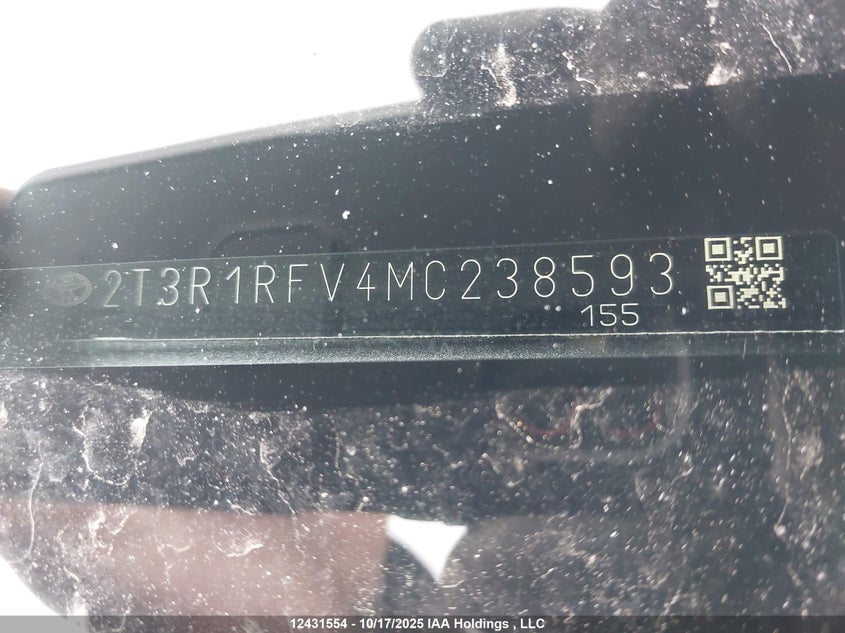 2T3R1RFV4MC238593
155
12431554 - 10/17/2025 IAA Holdings , LLC